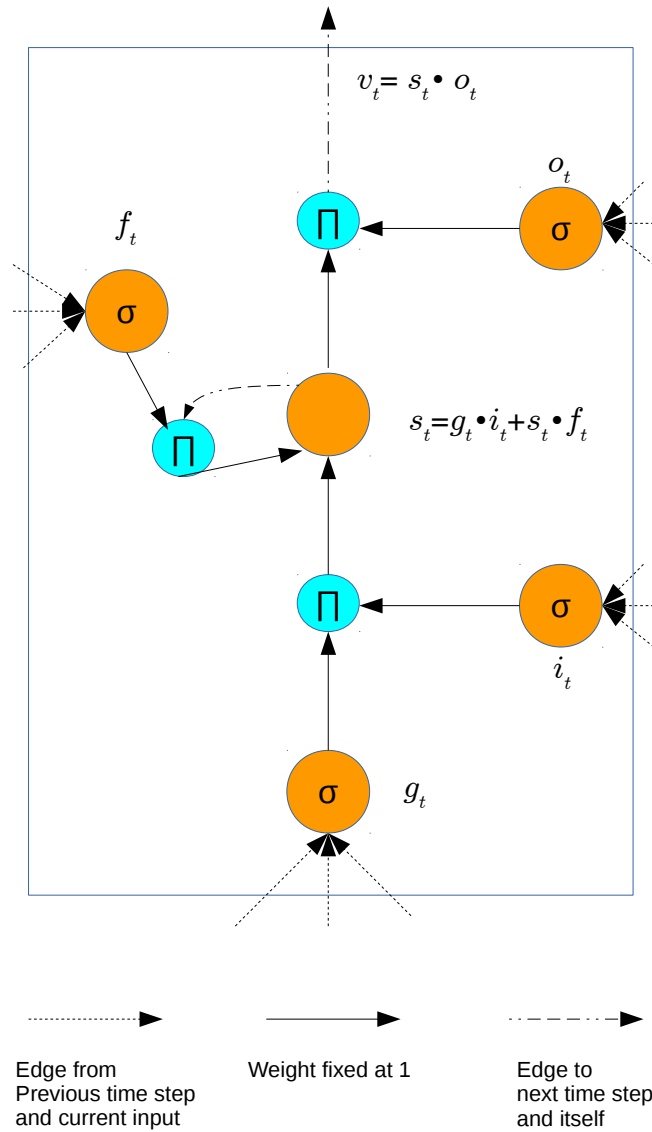 v_t = s_t • o_t
o_t
∏
σ
f_t
σ
s_t=g_t•i_t+s_t•f_t
∏
∏
σ
i_t
σ
g_t
Edge from
Previous time step
and current input
Weight fixed at 1
Edge to
next time step
and itself